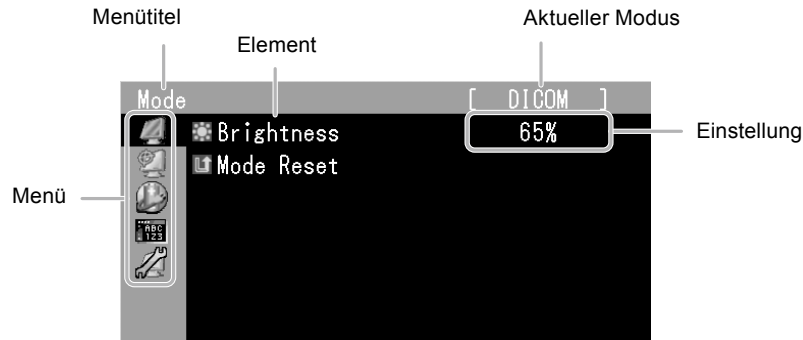 Menütitel
Aktueller Modus
Element
Mode [ DICOM ]
Brightness 65%
Einstellung
Mode Reset
Menü
ABC
123